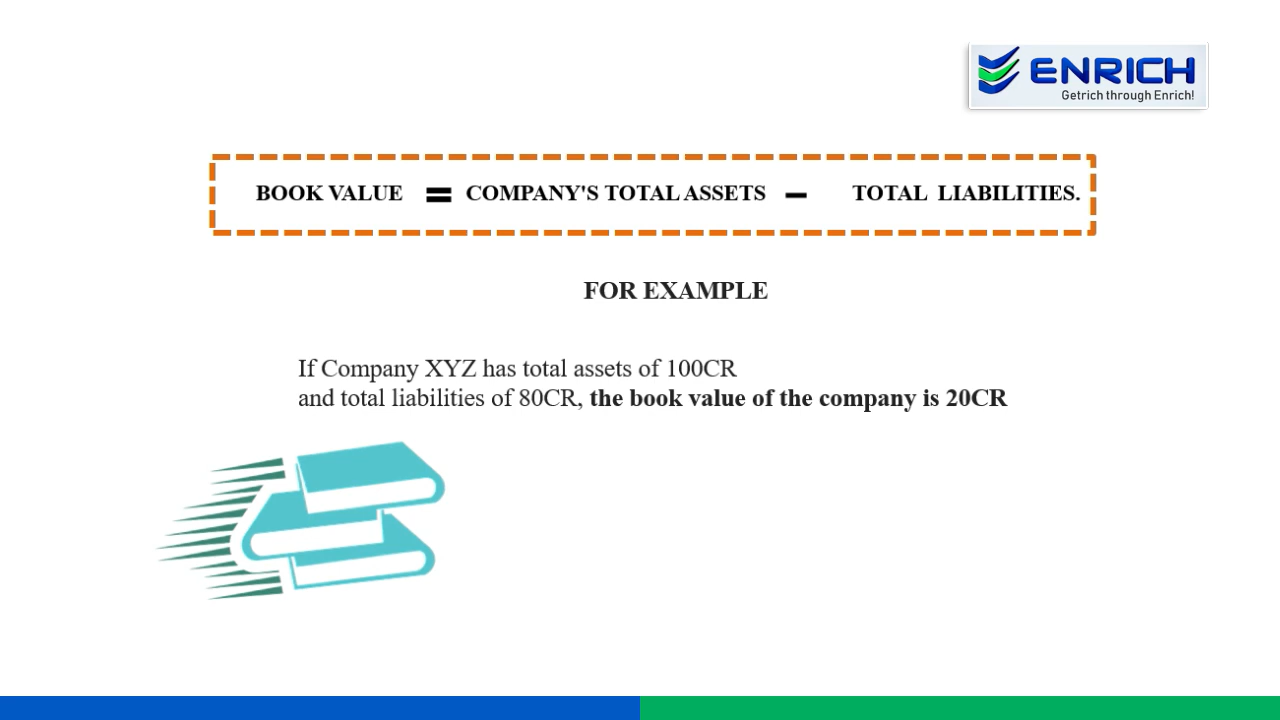 ENRICH
Getrich through Enrich!
BOOK VALUE = COMPANY'S TOTAL ASSETS - TOTAL LIABILITIES.
FOR EXAMPLE
If Company XYZ has total assets of 100CR
and total liabilities of 80CR, the book value of the company is 20CR